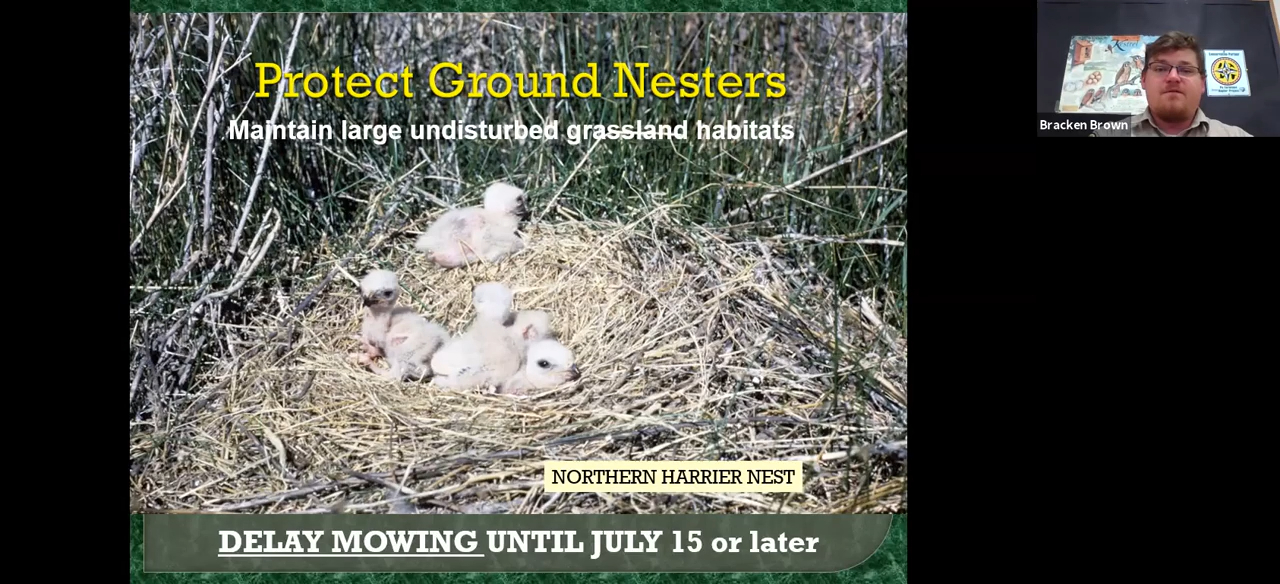 Protect Ground Nesters
Maintain large undisturbed grassland habitats
NORTHERN HARRIER NEST
DELAY MOWING UNTIL JULY 15 or later
Kestrel
Bracken Brown